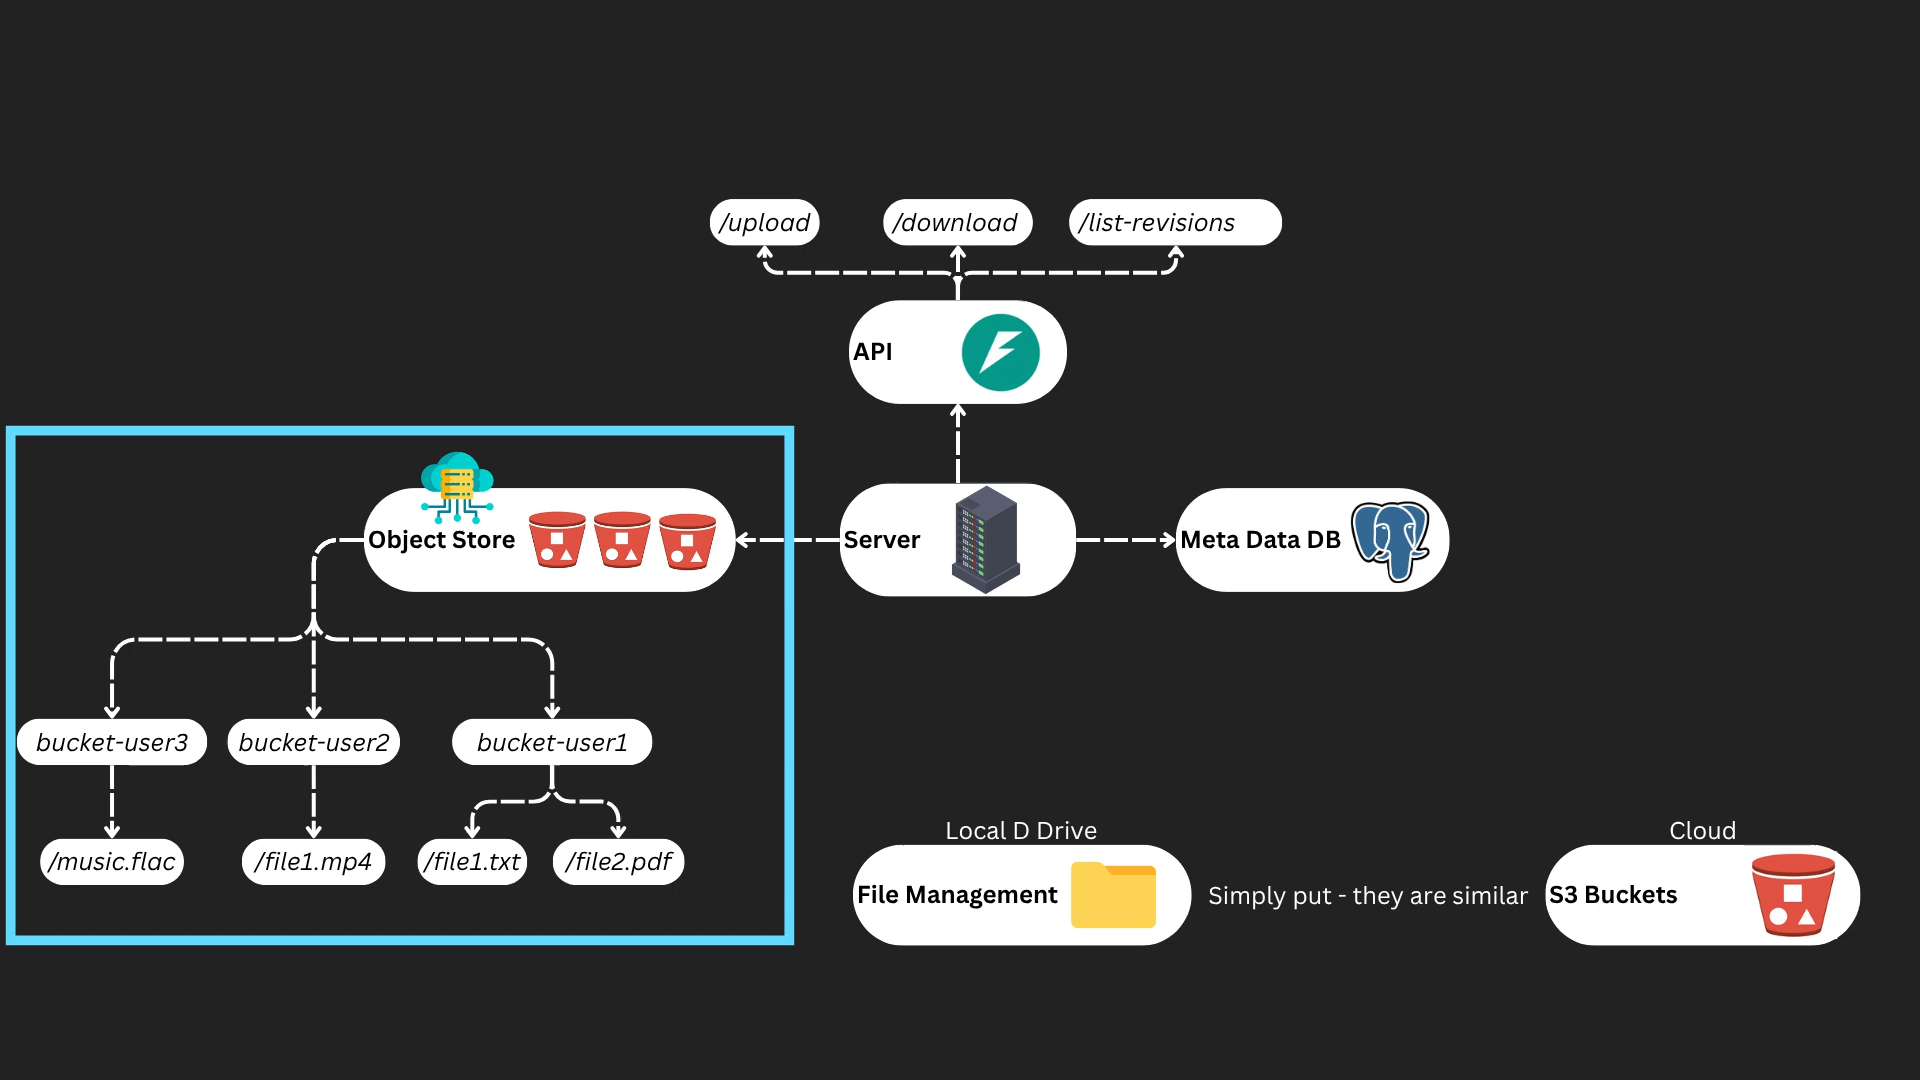 /upload
/download
/list-revisions
API
Object Store
Server
Meta Data DB
bucket-user3
bucket-user2
bucket-user1
/music.flac
/file1.mp4
/file1.txt
/file2.pdf
Local D Drive
Cloud
File Management
Simply put - they are similar
S3 Buckets